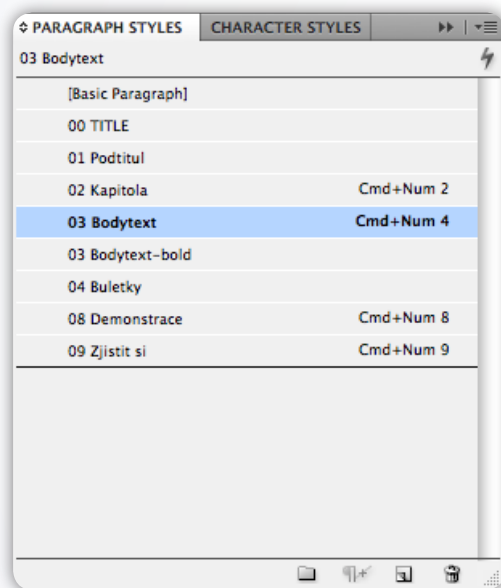 PARAGRAPH STYLES CHARACTER STYLES
03 Bodytext
[Basic Paragraph]
00 TITLE
01 Podtitul
02 Kapitola Cmd+Num 2
03 Bodytext Cmd+Num 4
03 Bodytext-bold
04 Buletky
08 Demonstrace Cmd+Num 8
09 Zjistit si Cmd+Num 9